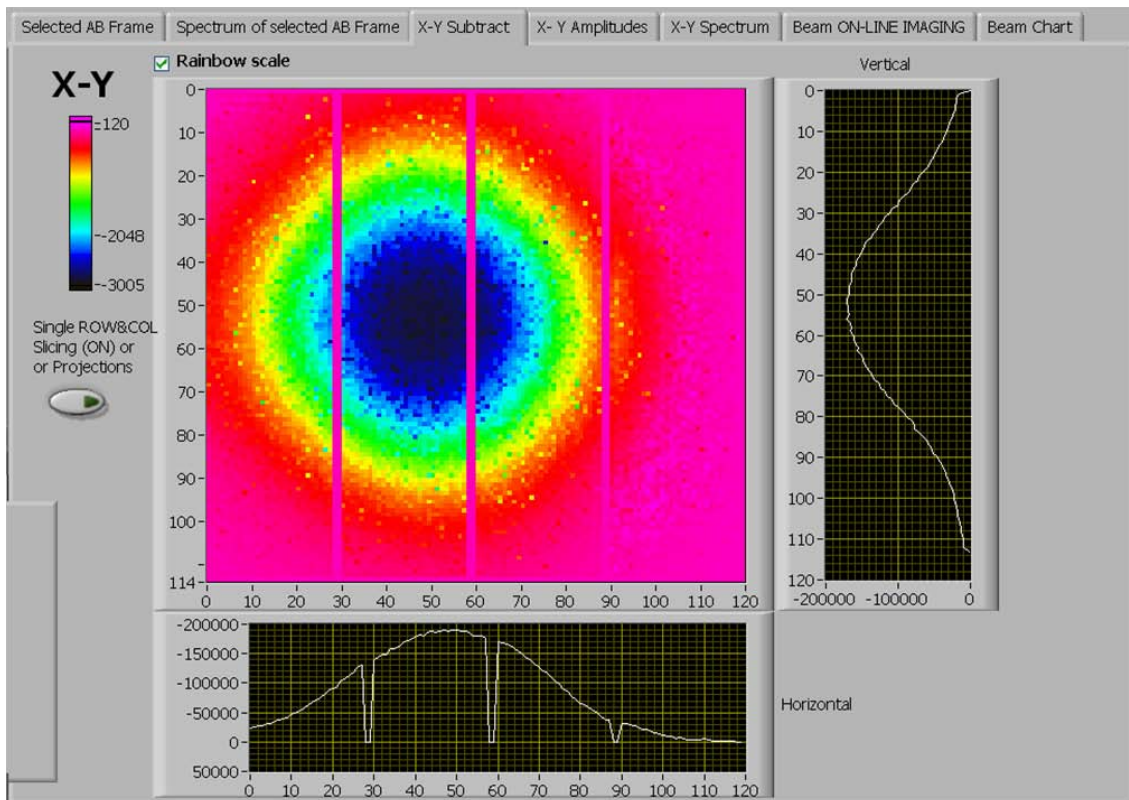 Selected AB Frame
Spectrum of selected AB Frame
X-Y Subtract
X- Y Amplitudes
X-Y Spectrum
Beam ON-LINE IMAGING
Beam Chart
X-Y
Rainbow scale
Vertical
-120
--2048
--3005
Single ROW&COL
Slicing (ON) or
or Projections
0
10
20
30
40
50
60
70
80
90
100
114
0 10 20 30 40 50 60 70 80 90 100 110 120
0
10
20
30
40
50
60
70
80
90
100
110
120
-200000 -100000 0
-200000
-150000
-100000
-50000
0
50000
0 10 20 30 40 50 60 70 80 90 100 110 120
Horizontal